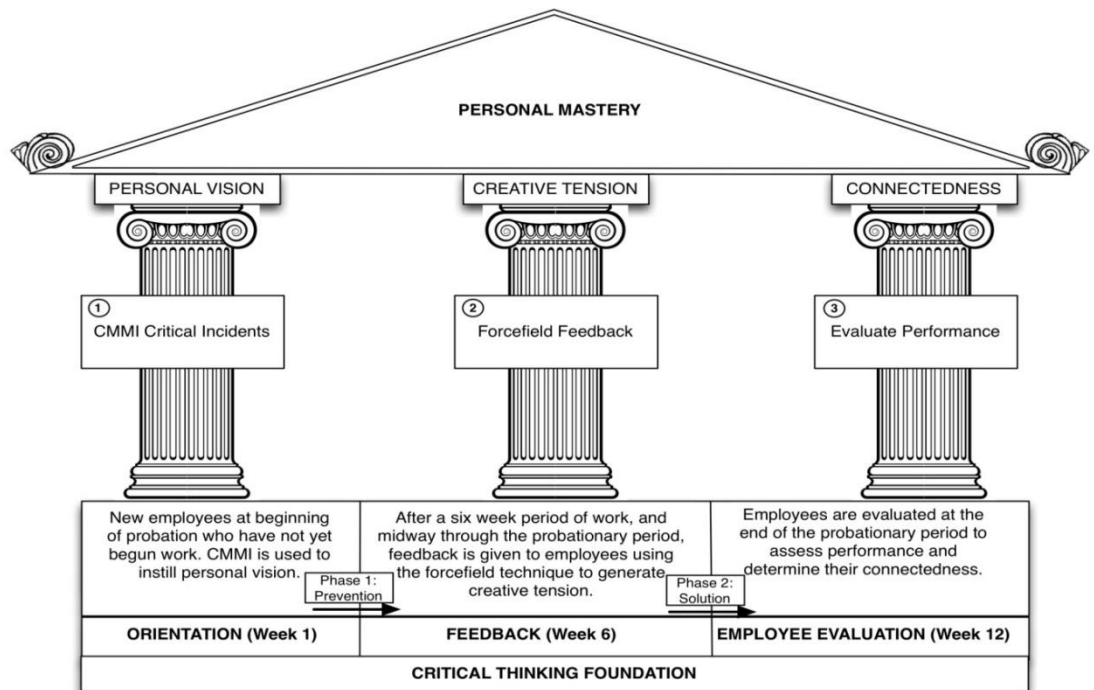 PERSONAL MASTERY
PERSONAL VISION
CREATIVE TENSION
CONNECTEDNESS
1
CMMI Critical Incidents
2
Forcefield Feedback
3
Evaluate Performance
New employees at beginning
of probation who have not yet
begun work. CMMI is used to
instill personal vision.
Phase 1:
Prevention
After a six week period of work, and
midway through the probationary period,
feedback is given to employees using
the forcefield technique to generate
creative tension.
Phase 2:
Solution
Employees are evaluated at the
end of the probationary period to
assess performance and
determine their connectedness.
ORIENTATION (Week 1)
FEEDBACK (Week 6)
EMPLOYEE EVALUATION (Week 12)
CRITICAL THINKING FOUNDATION